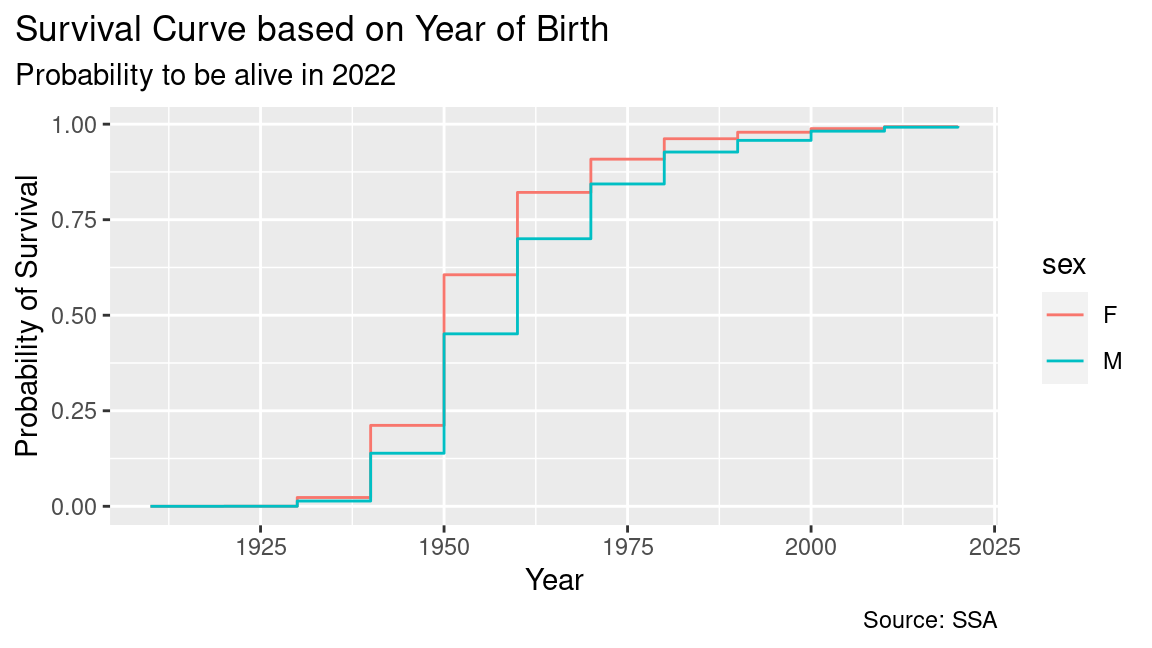 Survival Curve based on Year of Birth
Probability to be alive in 2022
Probability of Survival
1.00
0.75
0.50
0.25
0.00
1925 1950 1975 2000 2025
Year
sex
F
M
Source: SSA